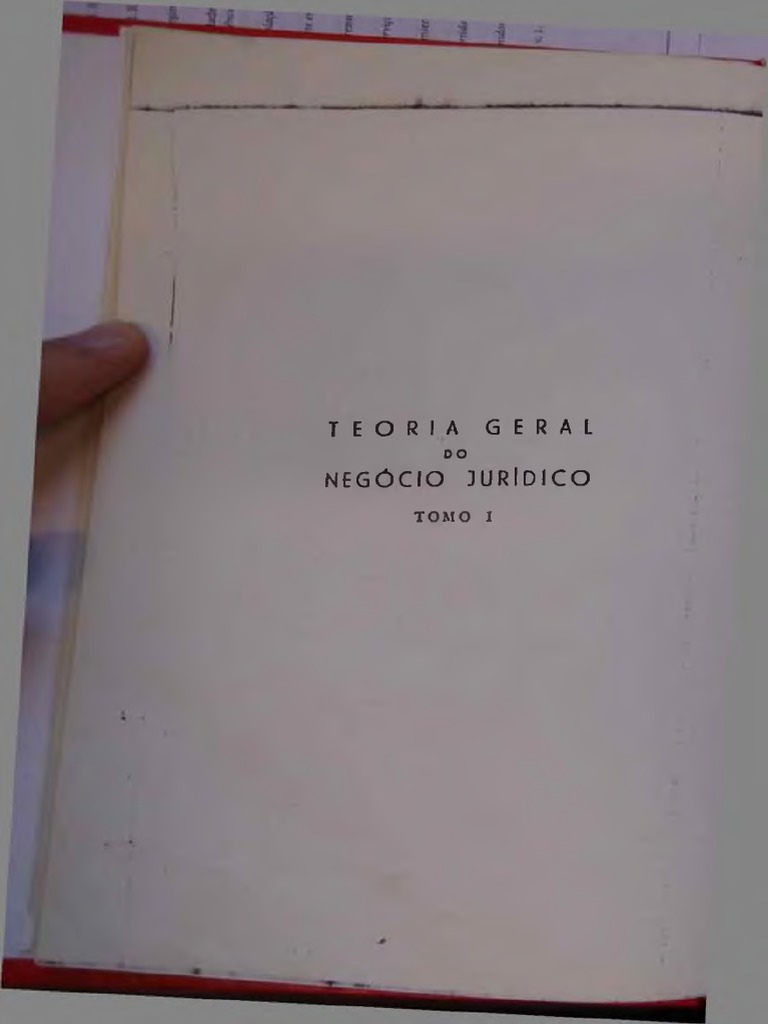 TEORIA GERAL
DO
NEGÓCIO JURÍDICO
TOMO I